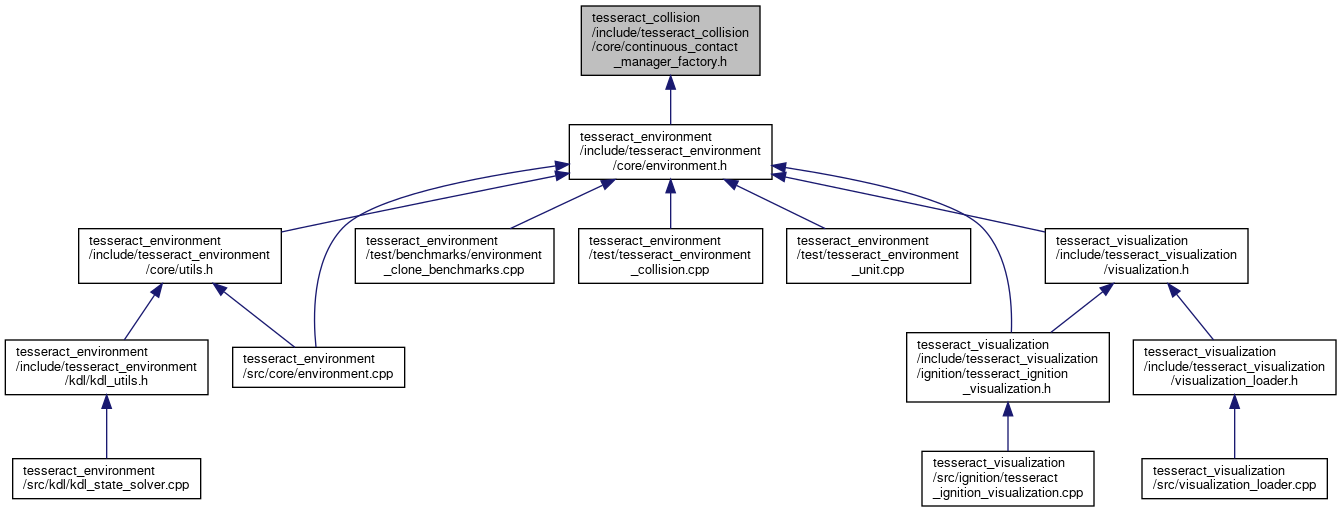 tesseract_collision
/include/tesseract_collision
/core/continuous_contact
_manager_factory.h
tesseract_environment
/include/tesseract_environment
/core/environment.h
tesseract_environment
/include/tesseract_environment
/core/utils.h
tesseract_environment
/test/benchmarks/environment
_clone_benchmarks.cpp
tesseract_environment
/test/tesseract_environment
_collision.cpp
tesseract_environment
/test/tesseract_environment
_unit.cpp
tesseract_visualization
/include/tesseract_visualization
/visualization.h
tesseract_environment
/include/tesseract_environment
/kdl/kdl_utils.h
tesseract_environment
/src/core/environment.cpp
tesseract_visualization
/include/tesseract_visualization
/ignition/tesseract_ignition
_visualization.h
tesseract_visualization
/include/tesseract_visualization
/visualization_loader.h
tesseract_environment
/src/kdl/kdl_state_solver.cpp
tesseract_visualization
/src/ignition/tesseract
_ignition_visualization.cpp
tesseract_visualization
/src/visualization_loader.cpp